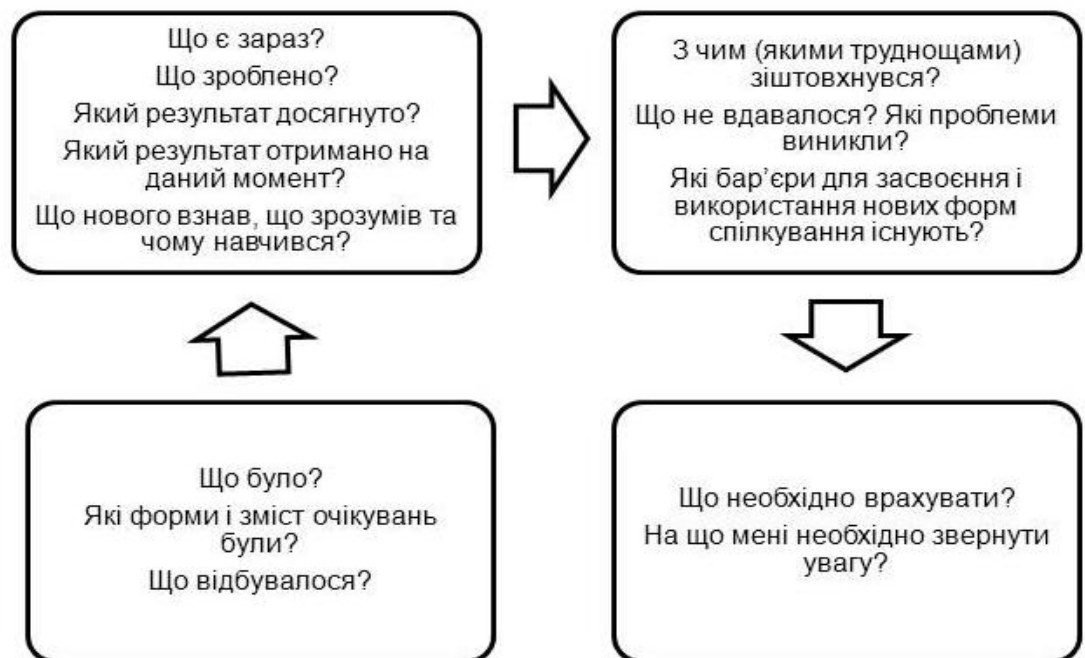 Що є зараз?
Що зроблено?
Який результат досягнуто?
Який результат отримано на
даний момент?
Що нового взнав, що зрозумів та
чому навчився?
З чим (якими труднощами)
зіштовхнувся?
Що не вдавалося? Які проблеми
виникли?
Які бар’єри для засвоєння і
використання нових форм
спілкування існують?
Що було?
Які форми і зміст очікувань
були?
Що відбувалося?
Що необхідно врахувати?
На що мені необхідно звернути
увагу?